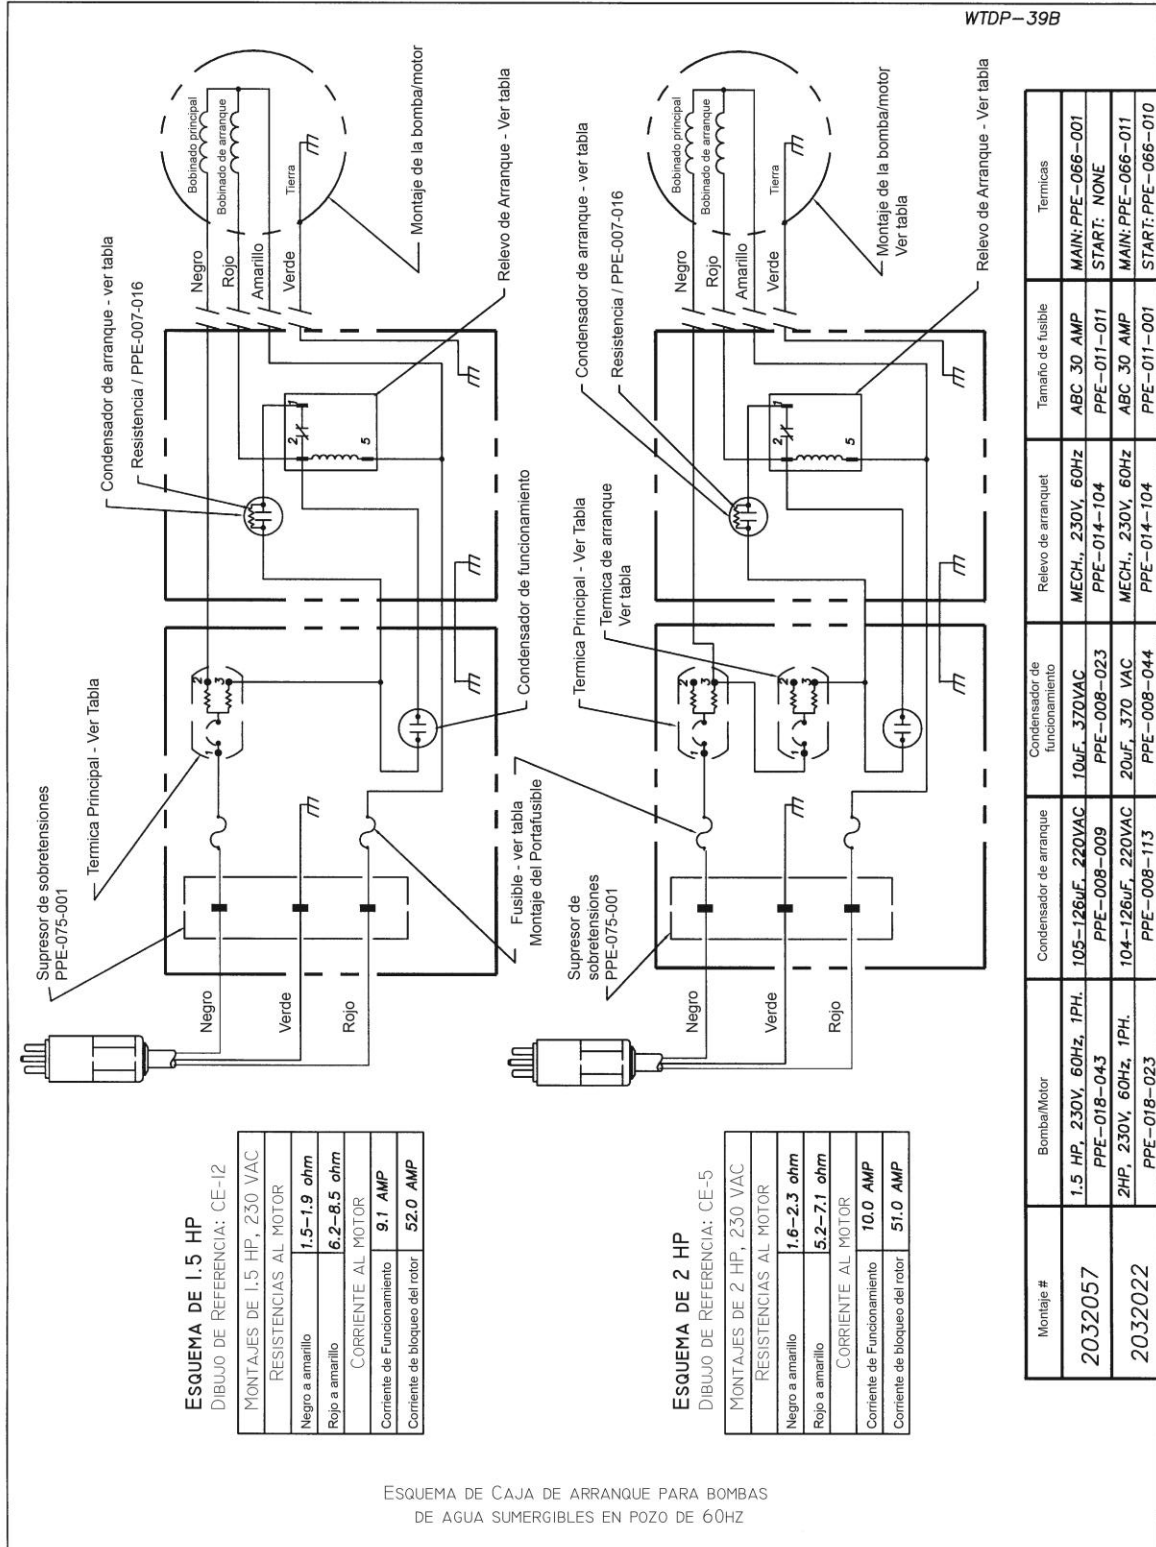 WTDP-39B
ESQUEMA DE 1.5 HP
DIBUJO DE REFERENCIA: CE-12
MONTAJES DE 1.5 HP, 230 VAC
RESISTENCIAS AL MOTOR
Negro a amarillo 1.5-1.9 ohm
Rojo a amarillo 6.2-8.5 ohm
CORRIENTE AL MOTOR
Corriente de Funcionamiento 9.1 AMP
Corriente de bloqueo del rotor 52.0 AMP
Supresor de sobretensiones
PPE-075-001
Termica Principal - Ver Tabla
Condensador de arranque - ver tabla
Resistencia / PPE-007-016
Negro
Verde
Rojo
1
2
3
2
1
5
Negro
Rojo
Amarillo
Verde
Bobinado principal
Bobinado de arranque
Tierra
Montaje de la bomba/motor
Relevo de Arranque - Ver tabla
Condensador de funcionamiento
Fusible - ver tabla
Montaje del Portafusible
ESQUEMA DE 2 HP
DIBUJO DE REFERENCIA: CE-5
MONTAJES DE 2 HP, 230 VAC
RESISTENCIAS AL MOTOR
Negro a amarillo 1.6-2.3 ohm
Rojo a amarillo 5.2-7.1 ohm
CORRIENTE AL MOTOR
Corriente de Funcionamiento 10.0 AMP
Corriente de bloqueo del rotor 51.0 AMP
Supresor de
sobretensiones
PPE-075-001
Termica Principal - Ver Tabla
Termica de arranque
Ver tabla
Condensador de arranque - ver tabla
Resistencia / PPE-007-016
Negro
Verde
Rojo
1
2
3
1
2
3
2
1
5
Negro
Rojo
Amarillo
Verde
Bobinado principal
Bobinado de arranque
Tierra
Montaje de la bomba/motor
Ver tabla
Relevo de Arranque - Ver tabla
Montaje # Bomba/Motor Condensador de arranque Condensador de funcionamiento Relevo de arranquet Tamaño de fusible Termicas
2032057 1.5 HP, 230V, 60Hz, 1PH. 105-126uF, 220VAC 10uF, 370VAC MECH., 230V, 60Hz ABC 30 AMP MAIN:PPE-066-001
PPE-018-043 PPE-008-009 PPE-008-023 PPE-014-104 PPE-011-011 START: NONE
2032022 2HP, 230V, 60Hz, 1PH. 104-126uF, 220VAC 20uF, 370 VAC MECH., 230V, 60Hz ABC 30 AMP MAIN:PPE-066-011
PPE-018-023 PPE-008-113 PPE-008-044 PPE-014-104 PPE-011-001 START:PPE-066-010
ESQUEMA DE CAJA DE ARRANQUE PARA BOMBAS
DE AGUA SUMERGIBLES EN POZO DE 60HZ